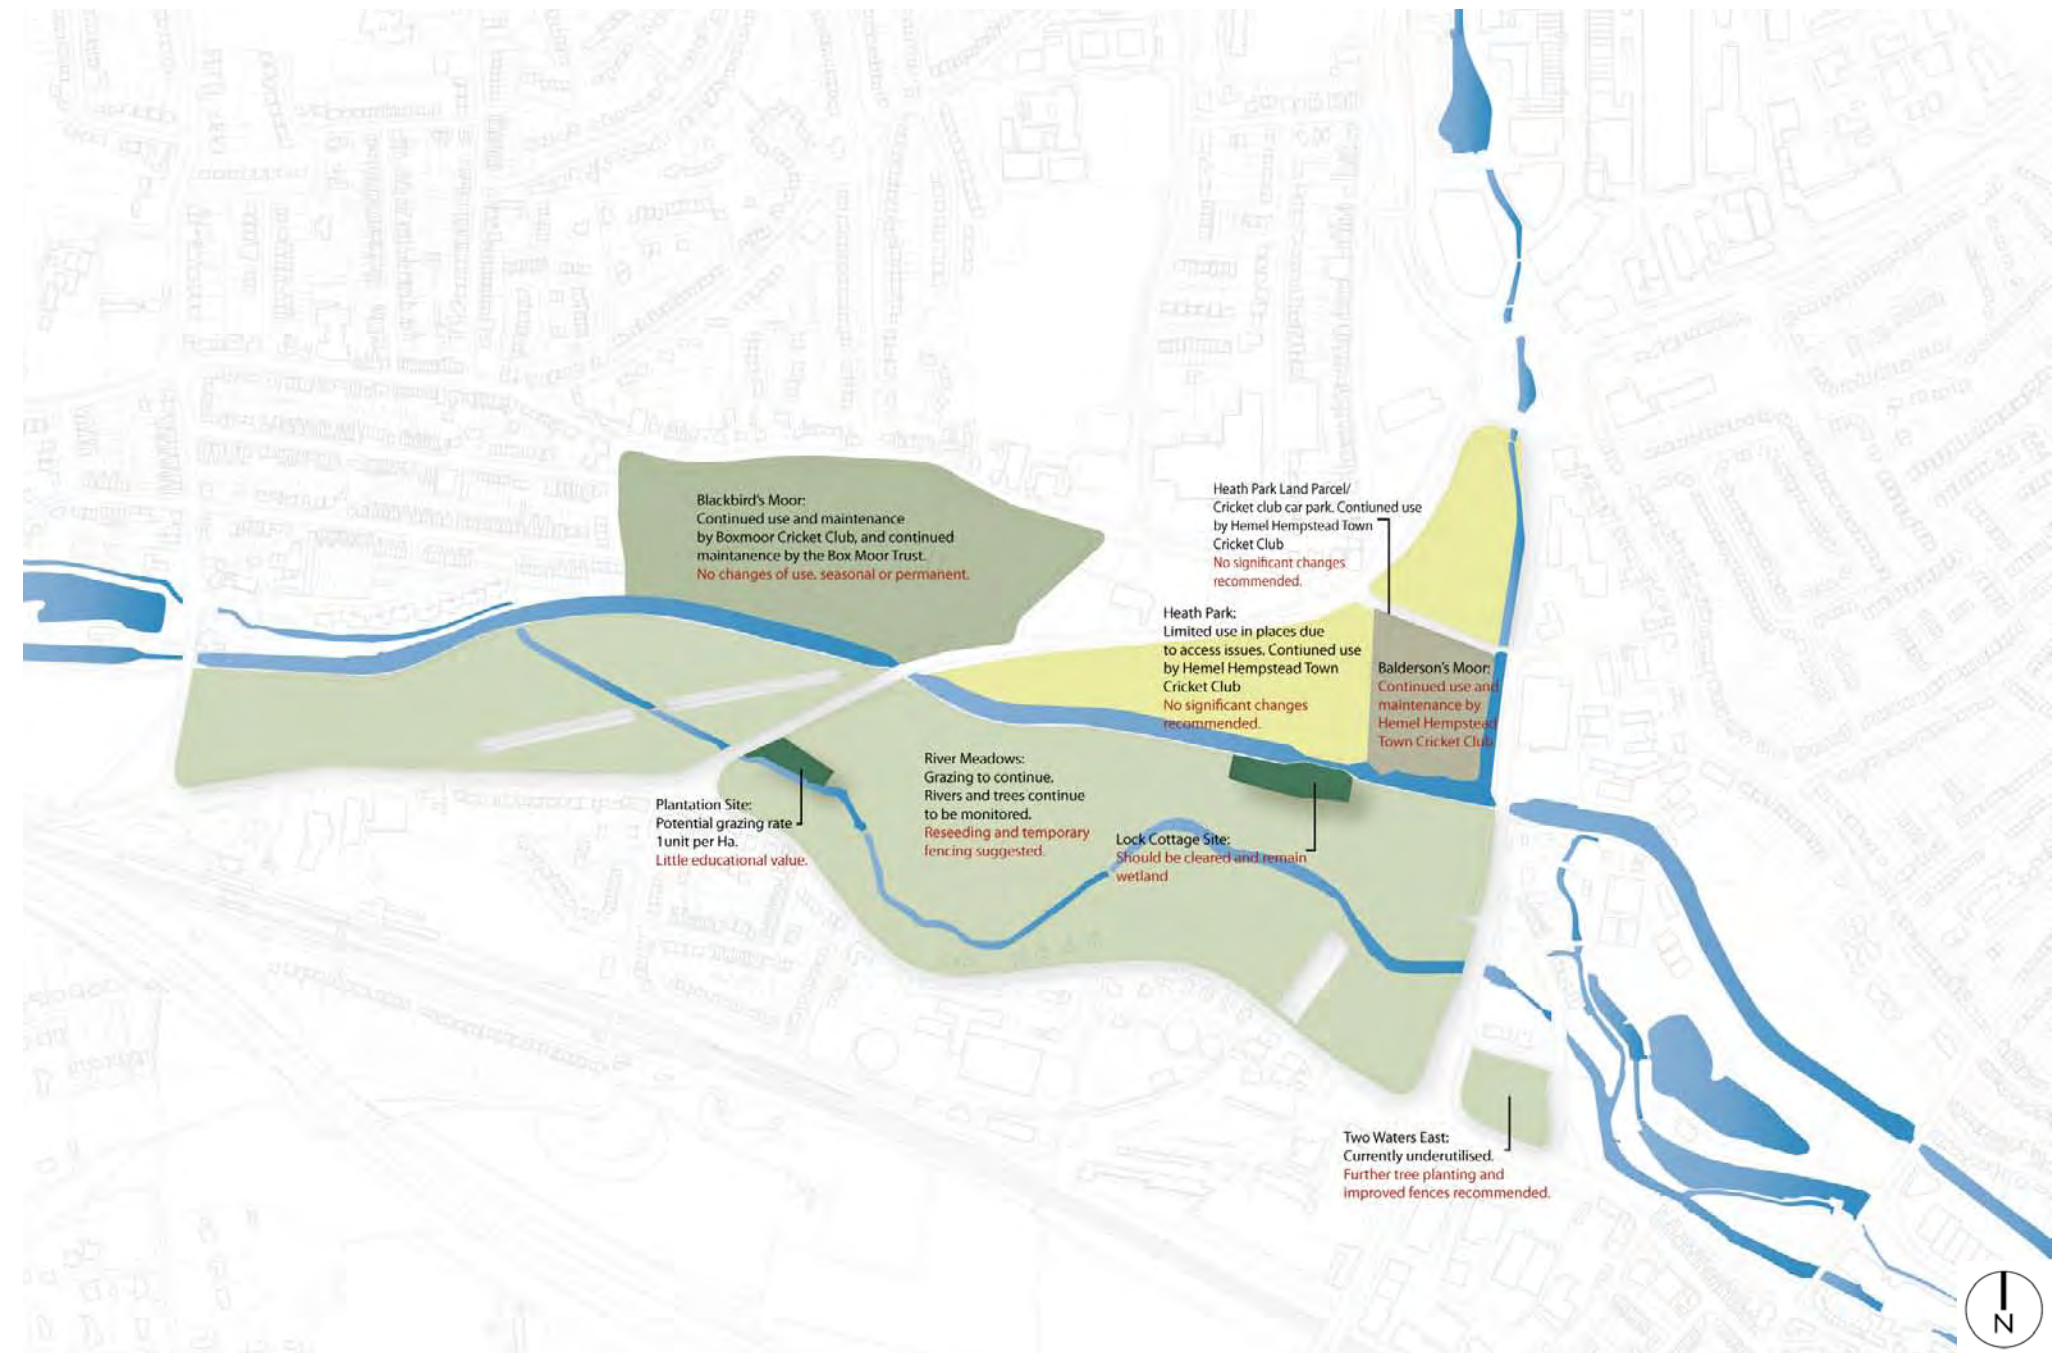 Blackbird's Moor:
Continued use and maintenance
by Boxmoor Cricket Club, and continued
maintanence by the Box Moor Trust.
No changes of use, seasonal or permanent.
Heath Park Land Parcel/
Cricket club car park. Contiuned use
by Hemel Hempstead Town
Cricket Club
No significant changes
recommended.
Heath Park:
Limited use in places due
to access issues. Contiuned use
by Hemel Hempstead Town
Cricket Club
No significant changes
recommended.
Balderson's Moor:
Continued use and
maintenance by
Hemel Hempstead
Town Cricket Club
River Meadows:
Grazing to continue.
Rivers and trees continue
to be monitored.
Reseeding and temporary
fencing suggested.
Plantation Site:
Potential grazing rate
1unit per Ha.
Little educational value.
Lock Cottage Site:
Should be cleared and remain
wetland
Two Waters East:
Currently underutilised.
Further tree planting and
improved fences recommended.
N